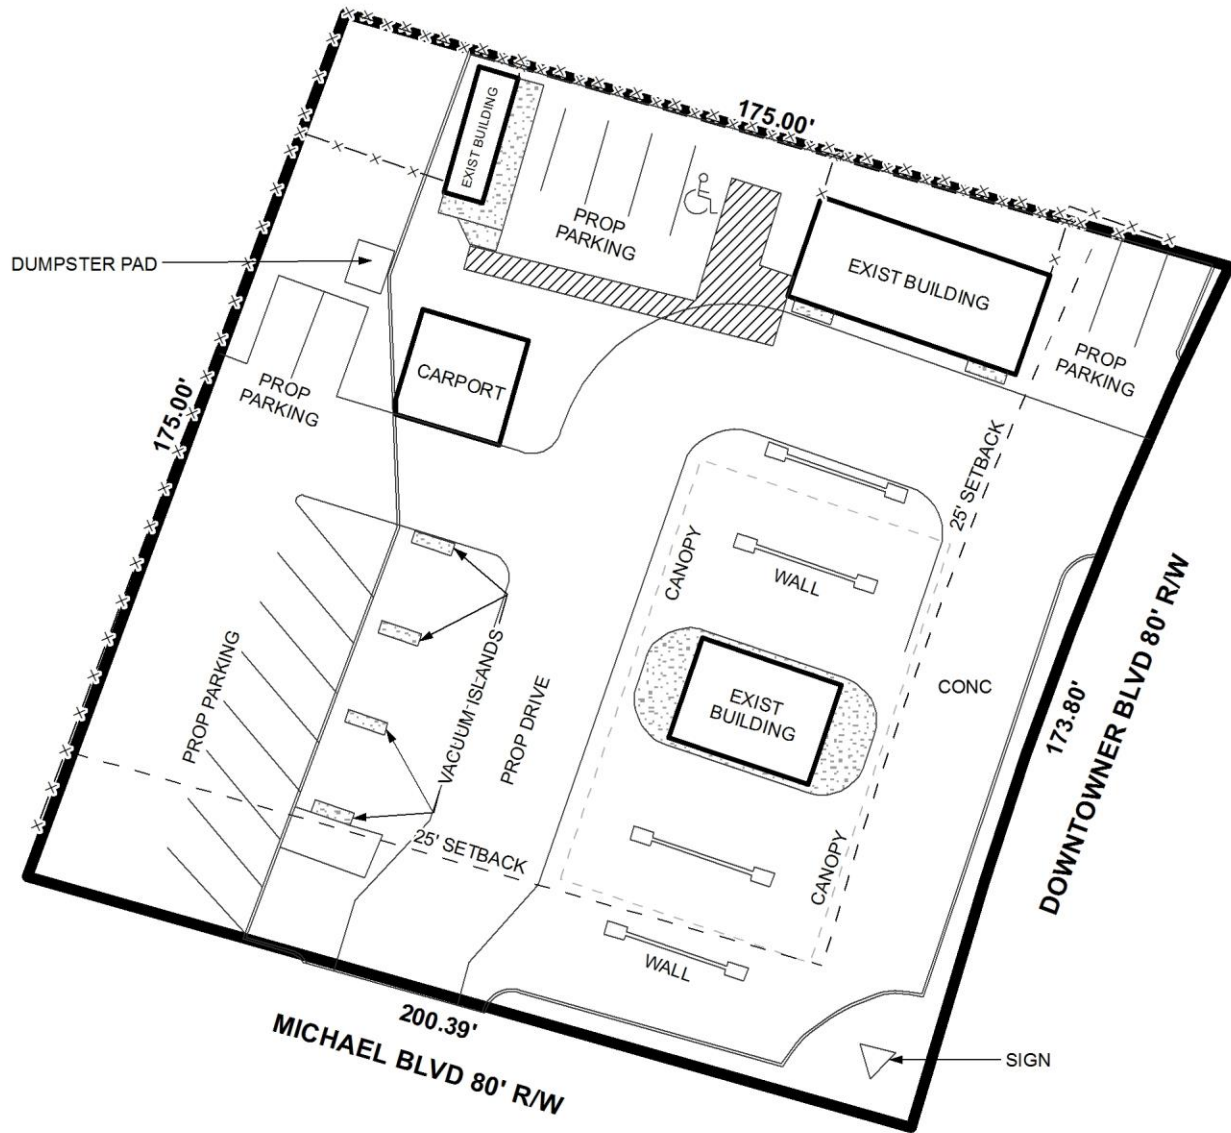 175.00'
EXIST BUILDING
PROP
PARKING
EXIST BUILDING
DUMPSTER PAD
PROP
PARKING
CARPORT
PROP
PARKING
175.00'
25' SETBACK
CANOPY
WALL
PROP PARKING
VACUUM ISLANDS
PROP DRIVE
EXIST
BUILDING
CONC
173.80'
DOWNTOWNER BLVD 80' R/W
25' SETBACK
CANOPY
WALL
200.39'
MICHAEL BLVD 80' R/W
SIGN